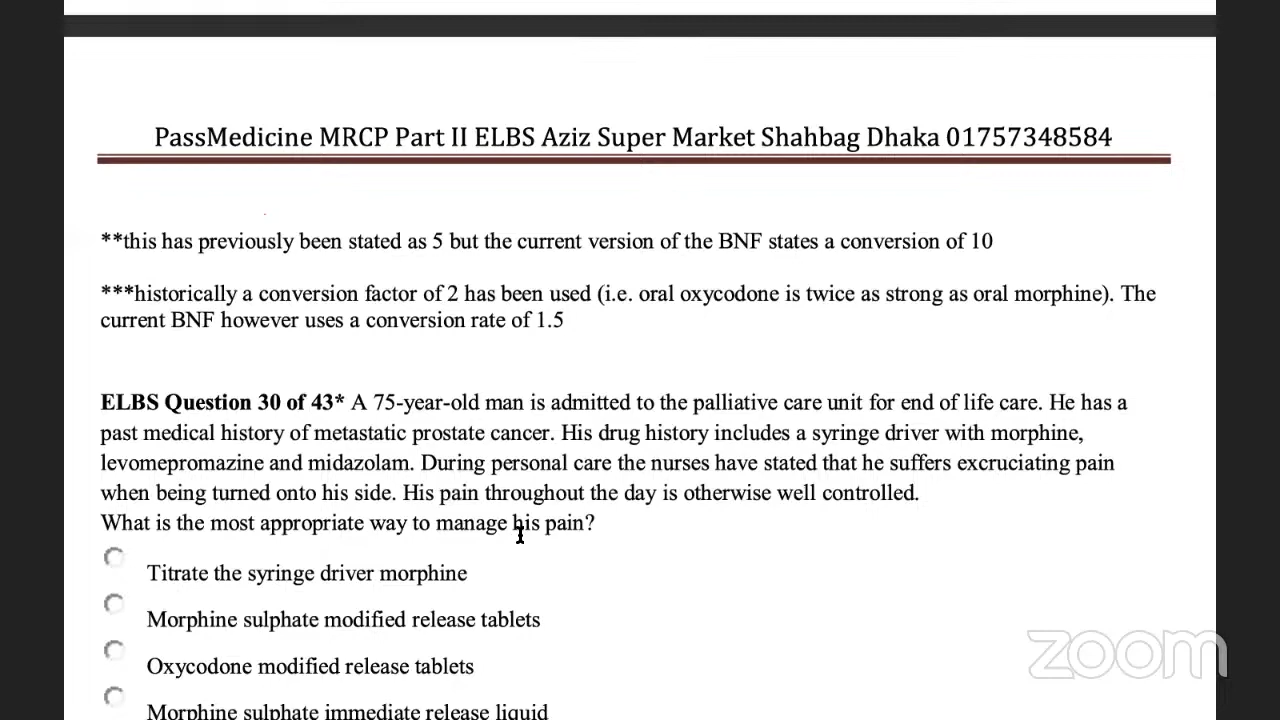 PassMedicine MRCP Part II ELBS Aziz Super Market Shahbag Dhaka 01757348584
**this has previously been stated as 5 but the current version of the BNF states a conversion of 10
***historically a conversion factor of 2 has been used (i.e. oral oxycodone is twice as strong as oral morphine). The
current BNF however uses a conversion rate of 1.5
ELBS Question 30 of 43* A 75-year-old man is admitted to the palliative care unit for end of life care. He has a
past medical history of metastatic prostate cancer. His drug history includes a syringe driver with morphine,
levomepromazine and midazolam. During personal care the nurses have stated that he suffers excruciating pain
when being turned onto his side. His pain throughout the day is otherwise well controlled.
What is the most appropriate way to manage his pain?
Titrate the syringe driver morphine
Morphine sulphate modified release tablets
Oxycodone modified release tablets
Morphine sulphate immediate release liquid
zoom